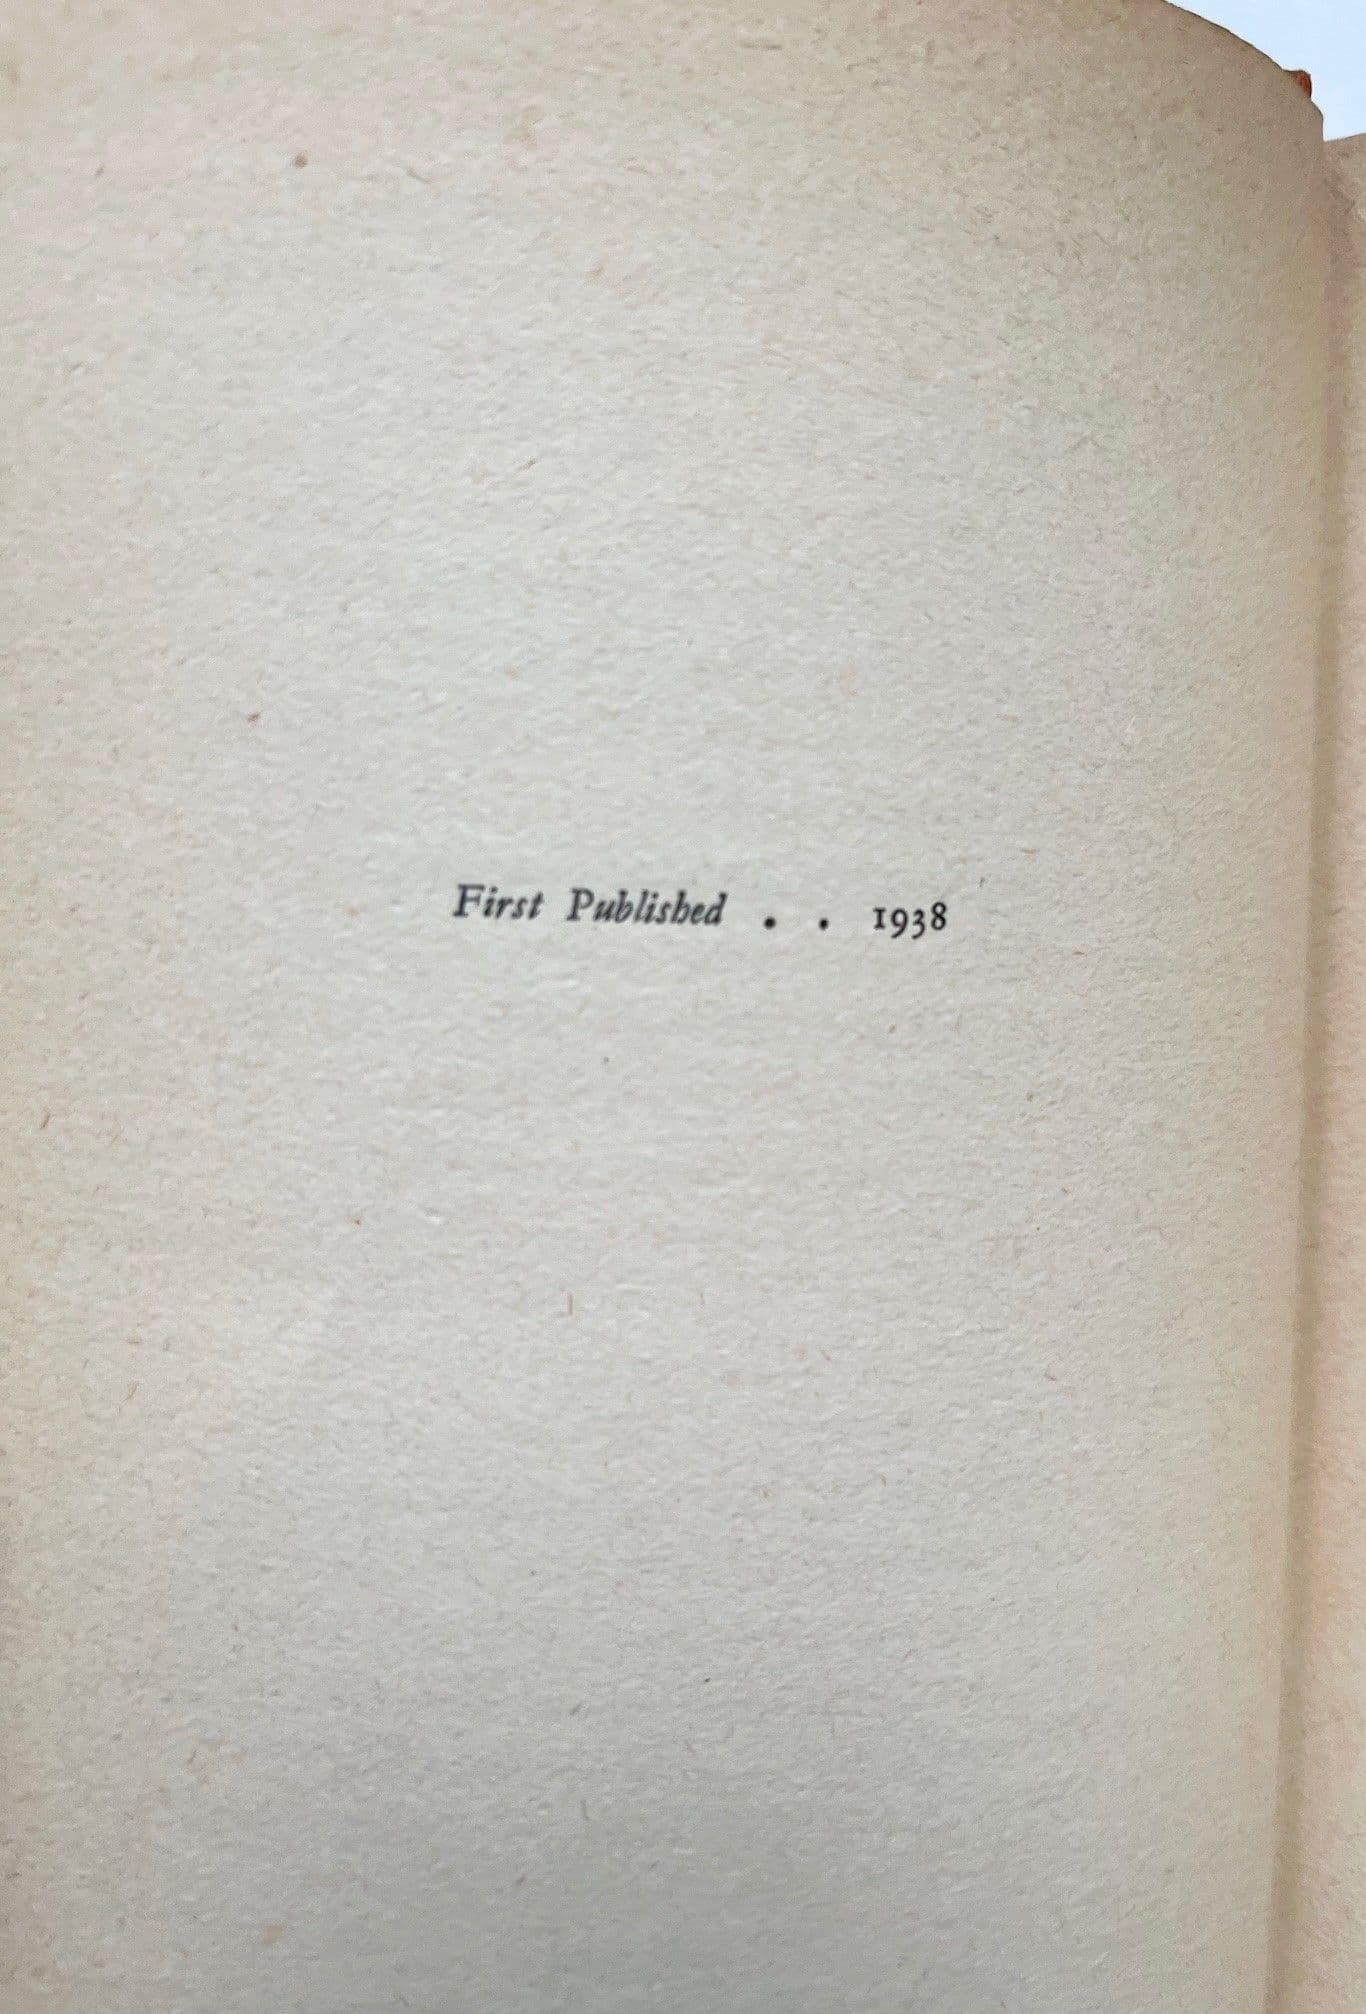 First Published . . 1938